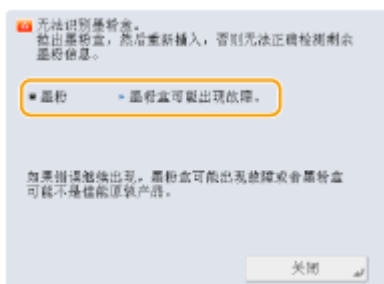 无法识别墨粉盒。
拉出墨粉盒，然后重新插入，否则无法正确检测剩余
墨粉信息。
■墨粉 ▸墨粉盒可能出现故障。
如果错误继续出现，墨粉盒可能出现故障或者墨粉盒
可能不是佳能原装产品。
关闭